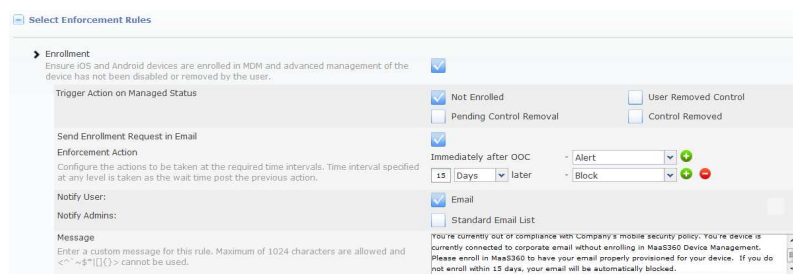 Select Enforcement Rules
Enrollment
Ensure iOS and Android devices are enrolled in MDM and advanced management of the
device has not been disabled or removed by the user.
Trigger Action on Managed Status
Not Enrolled
User Removed Control
Pending Control Removal
Control Removed
Send Enrollment Request in Email
Enforcement Action
Configure the actions to be taken at the required time intervals. Time interval specified
at any level is taken as the wait time post the previous action.
Immediately after OOC - Alert
15 Days later - Block
Notify User:
Email
Notify Admins:
Standard Email List
Message
Enter a custom message for this rule. Maximum of 1024 characters are allowed and
<^`~$"|[]{}> cannot be used.
You're currently out of compliance with Company's mobile security policy. You're device is
currently connected to corporate email without enrolling in MaaS360 Device Management.
Please enroll in MaaS360 to have your email properly provisioned for your device. If you do
not enroll within 15 days, your email will be automatically blocked.